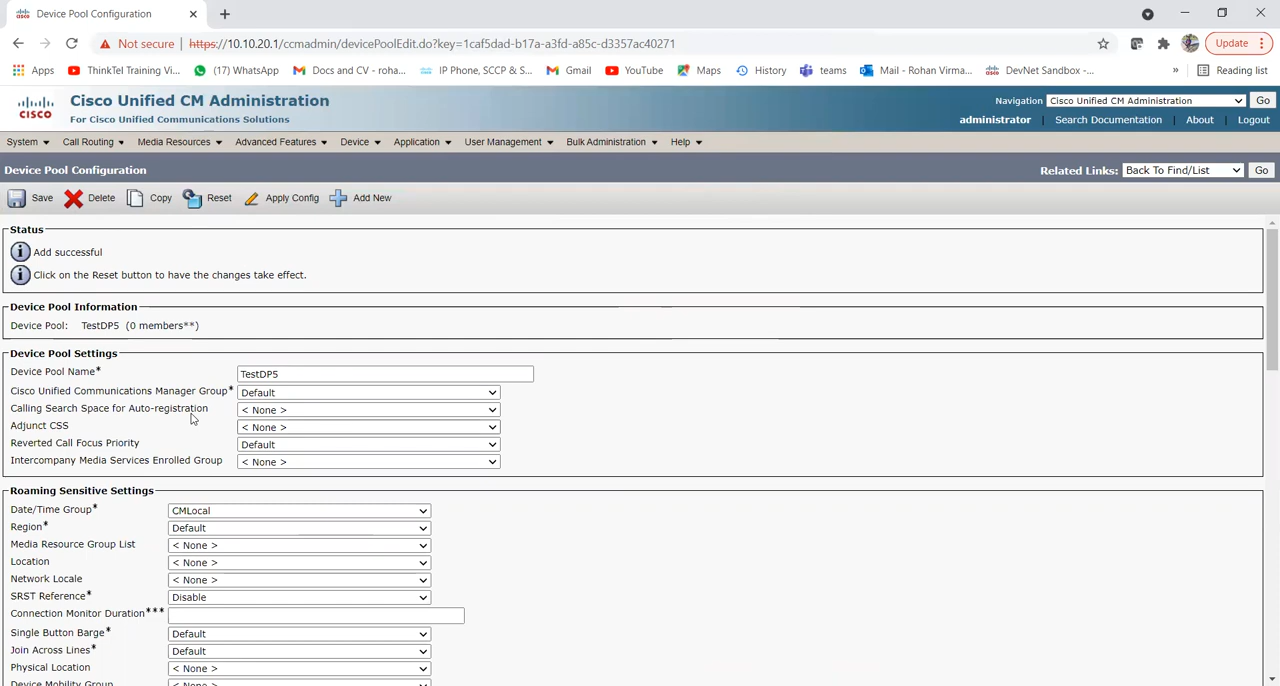 Device Pool Configuration
Not secure | https://10.10.20.1/ccmadmin/devicePoolEdit.do?key=1caf5dad-b17a-a3fd-a85c-d3357ac40271
Update
Apps ThinkTel Training Vi... (17) WhatsApp Docs and CV - roha... IP Phone, SCCP & S... Gmail YouTube Maps History teams Mail - Rohan Virma... DevNet Sandbox -... » Reading list
CISCO
Cisco Unified CM Administration
For Cisco Unified Communications Solutions
Navigation Cisco Unified CM Administration Go
administrator | Search Documentation | About | Logout
System Call Routing Media Resources Advanced Features Device Application User Management Bulk Administration Help
Device Pool Configuration
Related Links: Back To Find/List Go
Save Delete Copy Reset Apply Config Add New
Status
Add successful
Click on the Reset button to have the changes take effect.
Device Pool Information
Device Pool: TestDP5 (0 members**)
Device Pool Settings
Device Pool Name* TestDP5
Cisco Unified Communications Manager Group* Default
Calling Search Space for Auto-registration < None >
Adjunct CSS < None >
Reverted Call Focus Priority Default
Intercompany Media Services Enrolled Group < None >
Roaming Sensitive Settings
Date/Time Group* CMLocal
Region* Default
Media Resource Group List < None >
Location < None >
Network Locale < None >
SRST Reference* Disable
Connection Monitor Duration***
Single Button Barge* Default
Join Across Lines* Default
Physical Location < None >
Device Mobility Group < None >